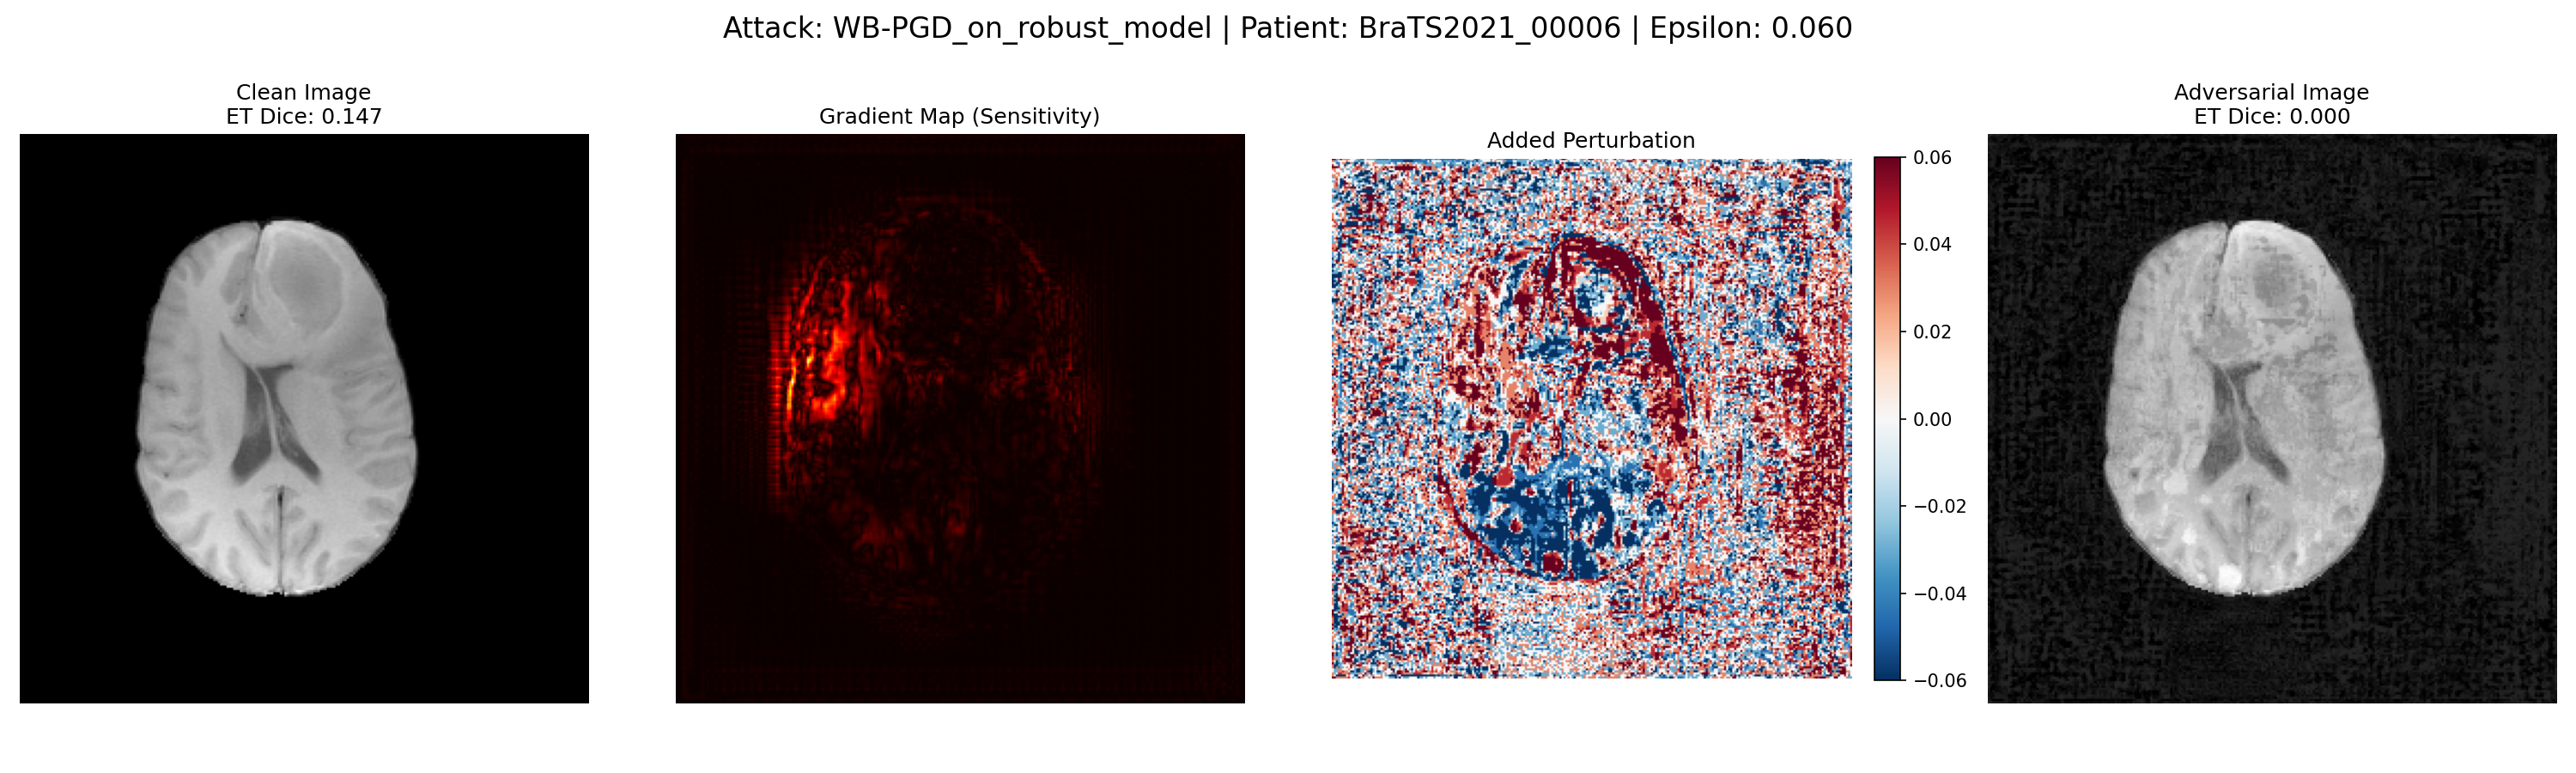 Attack: WB-PGD_on_robust_model | Patient: BraTS2021_00006 | Epsilon: 0.060
Clean Image
ET Dice: 0.147
Gradient Map (Sensitivity)
Added Perturbation
0.06
0.04
0.02
0.00
−0.02
−0.04
−0.06
Adversarial Image
ET Dice: 0.000